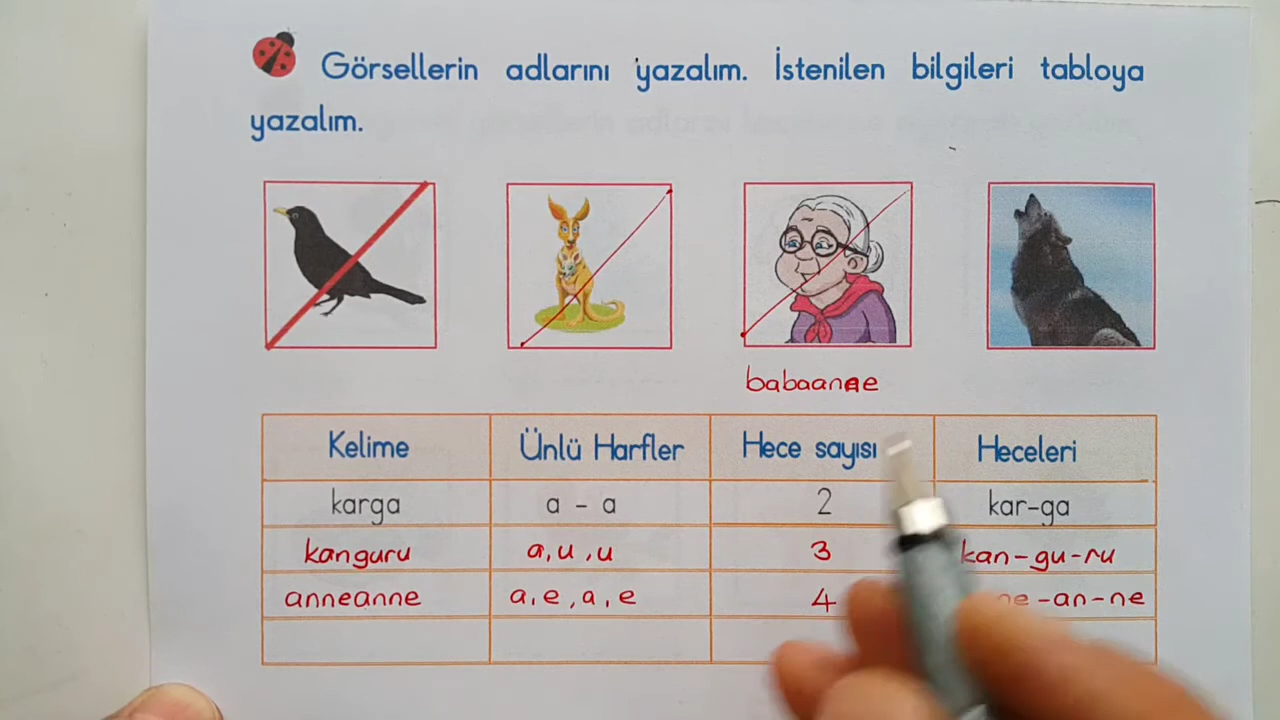 Görsellerin adlarını yazalım. İstenilen bilgileri tabloya
yazalım.
babaanne
Kelime Ünlü Harfler Hece sayısı Heceleri
karga a - a 2 kar-ga
kanguru a, u, u 3 kan-gu-ru
anneanne a, e, a, e 4 -an-ne